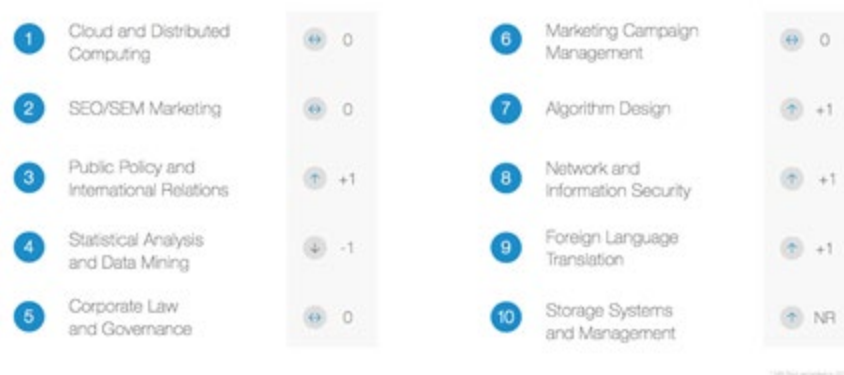 1 Cloud and Distributed
Computing
0
2 SEO/SEM Marketing
0
3 Public Policy and
International Relations
+1
4 Statistical Analysis
and Data Mining
-1
5 Corporate Law
and Governance
0
6 Marketing Campaign
Management
0
7 Algorithm Design
+1
8 Network and
Information Security
+1
9 Foreign Language
Translation
+1
10 Storage Systems
and Management
NR